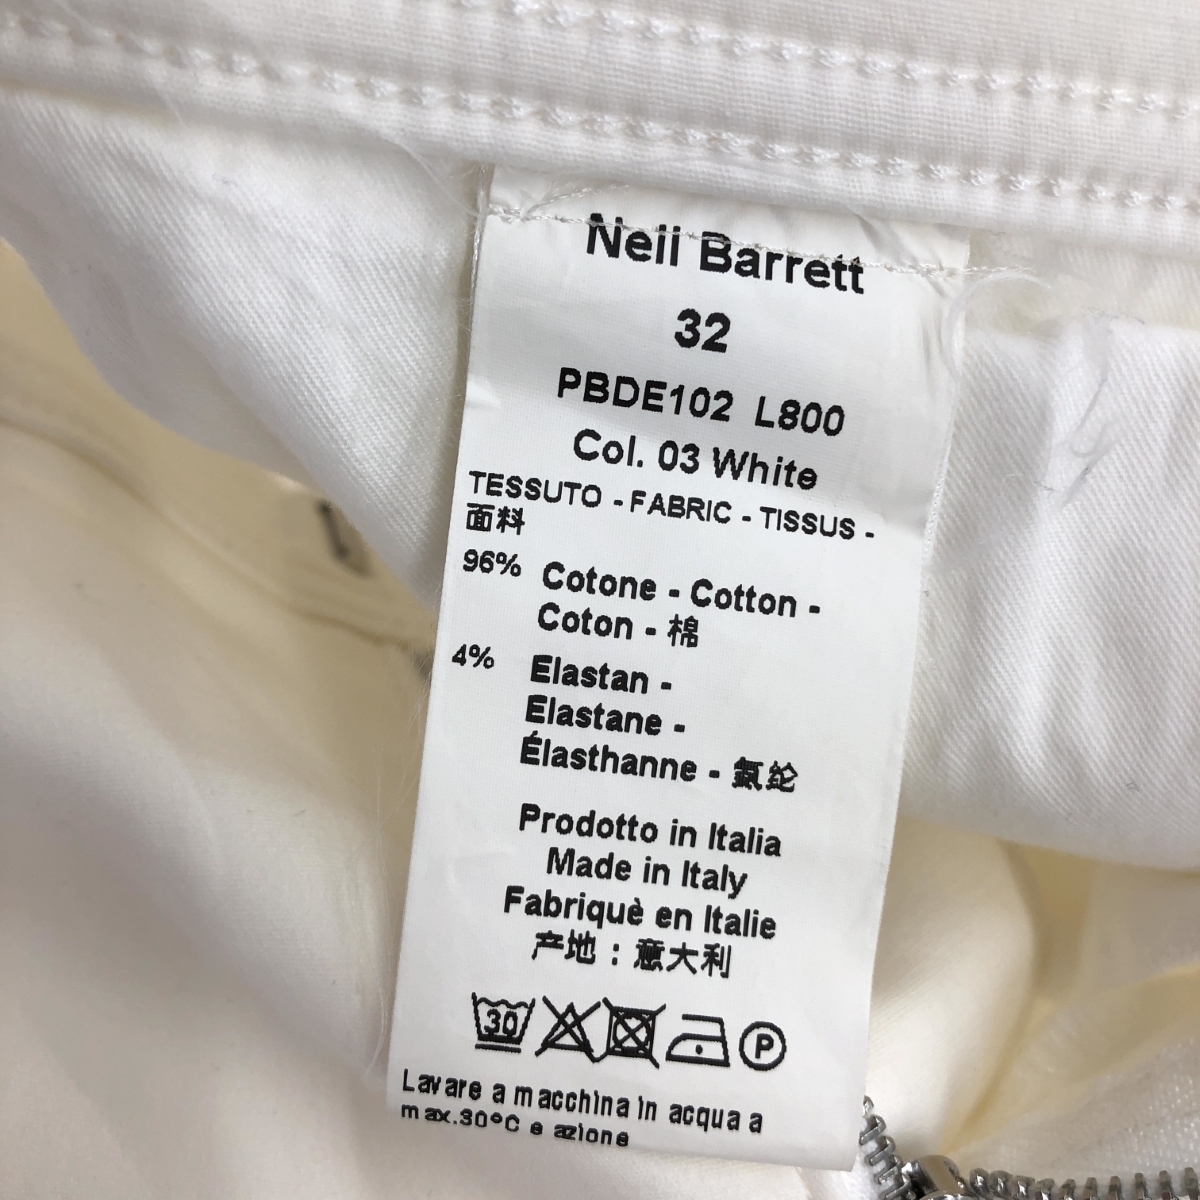 Neil Barrett
32
PBDE102 L800
Col. 03 White
TESSUTO - FABRIC - TISSUS -
面料
96% Cotone - Cotton -
Coton - 棉
4% Elastan -
Elastane -
Élasthanne - 氨纶
Prodotto in Italia
Made in Italy
Fabriquè en Italie
产地：意大利
30 P
Lavare a macchina in acqua a
max.30°C e azione